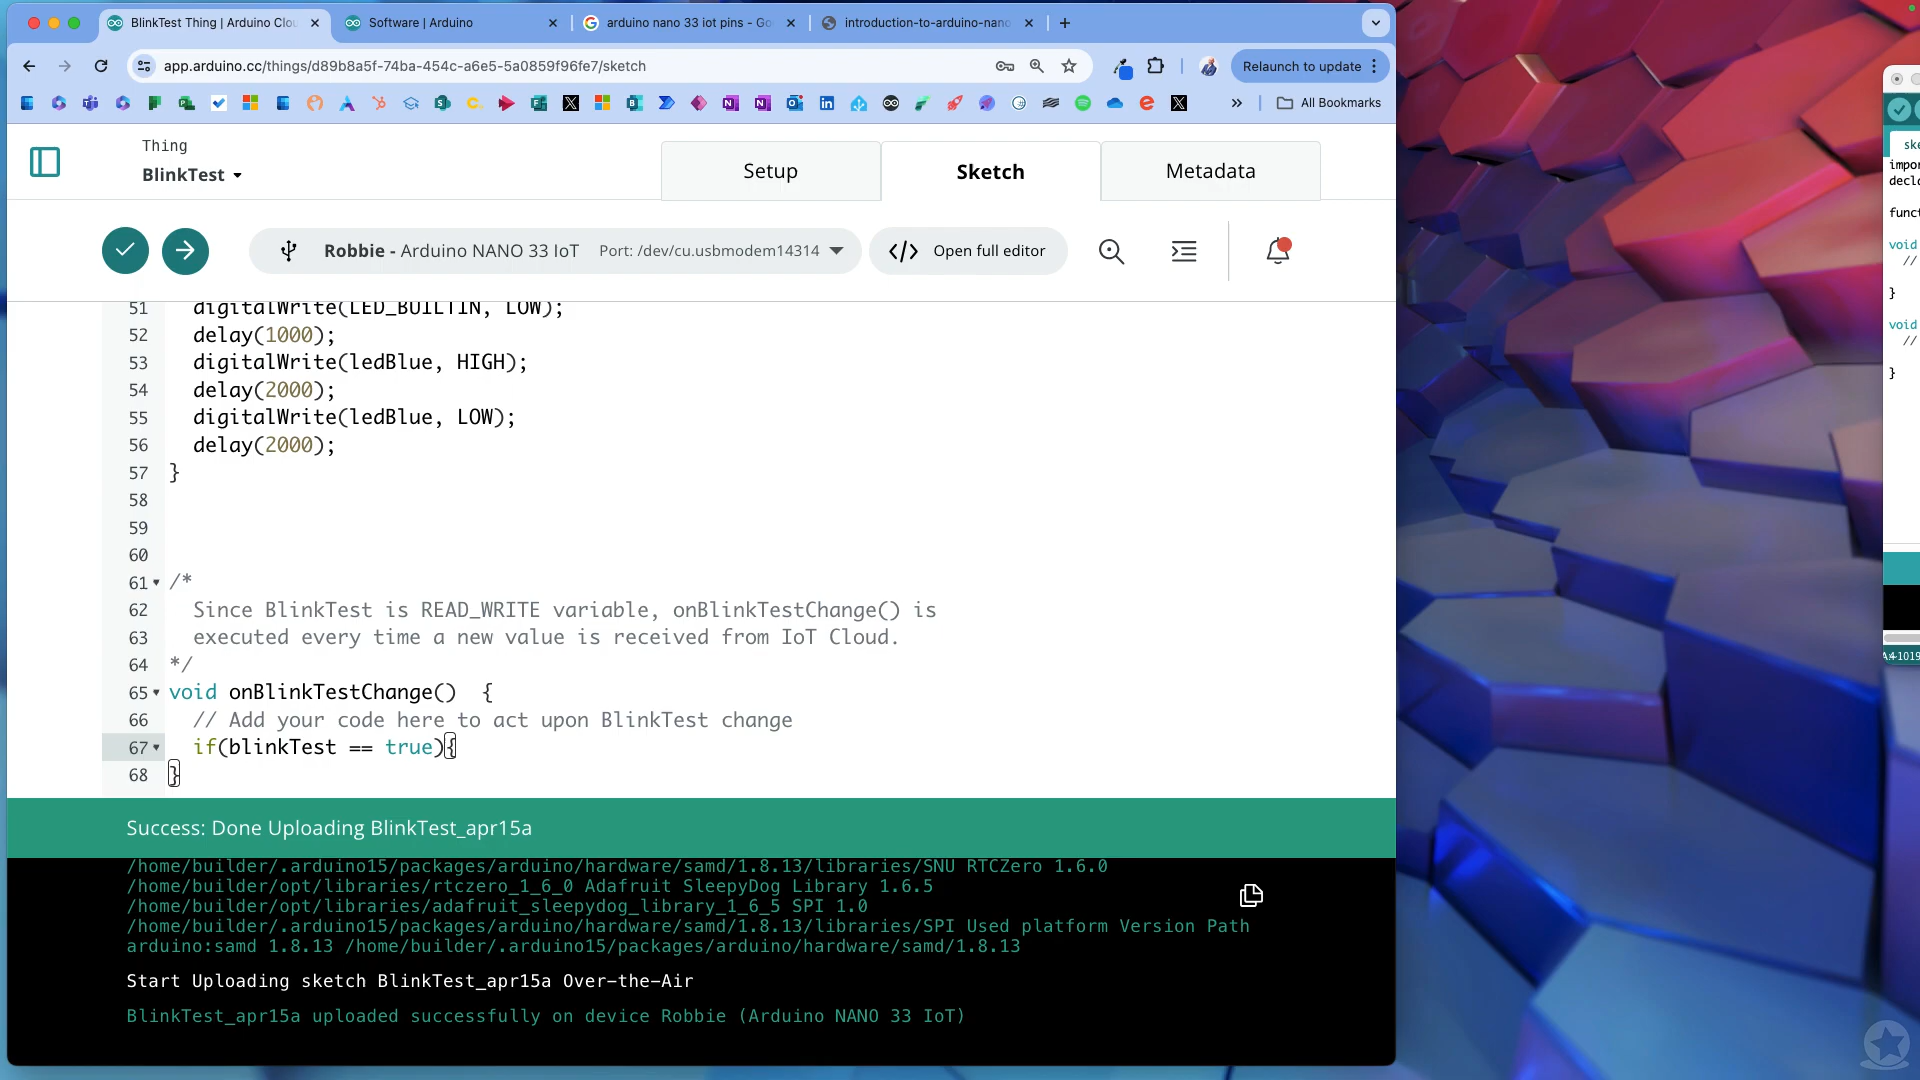 BlinkTest Thing | Arduino Clou
Software | Arduino
arduino nano 33 iot pins - Go
introduction-to-arduino-nano
app.arduino.cc/things/d89b8a5f-74ba-454c-a6e5-5a0859f96fe7/sketch
Relaunch to update
All Bookmarks
Thing
BlinkTest
Setup
Sketch
Metadata
Robbie - Arduino NANO 33 IoT Port: /dev/cu.usbmodem14314
Open full editor
51 digitalWrite(LED_BUILTIN, LOW);
52 delay(1000);
53 digitalWrite(ledBlue, HIGH);
54 delay(2000);
55 digitalWrite(ledBlue, LOW);
56 delay(2000);
57 }
58
59
60
61 /*
62 Since BlinkTest is READ_WRITE variable, onBlinkTestChange() is
63 executed every time a new value is received from IoT Cloud.
64 */
65 void onBlinkTestChange() {
66 // Add your code here to act upon BlinkTest change
67 if(blinkTest == true){
68 }
Success: Done Uploading BlinkTest_apr15a
/home/builder/.arduino15/packages/arduino/hardware/samd/1.8.13/libraries/SNU RTCZero 1.6.0
/home/builder/opt/libraries/rtczero_1_6_0 Adafruit SleepyDog Library 1.6.5
/home/builder/opt/libraries/adafruit_sleepydog_library_1_6_5 SPI 1.0
/home/builder/.arduino15/packages/arduino/hardware/samd/1.8.13/libraries/SPI Used platform Version Path
arduino:samd 1.8.13 /home/builder/.arduino15/packages/arduino/hardware/samd/1.8.13
Start Uploading sketch BlinkTest_apr15a Over-the-Air
BlinkTest_apr15a uploaded successfully on device Robbie (Arduino NANO 33 IoT)
ske
impor
decla
funct
void
//
}
void
//
}